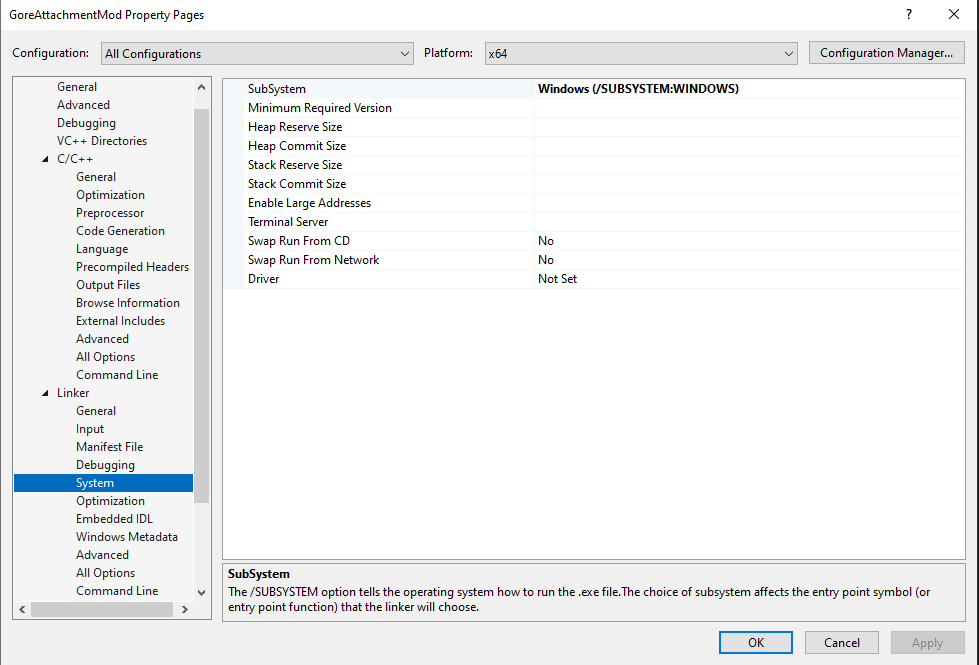 GoreAttachmentMod Property Pages
?
Configuration: All Configurations Platform: x64 Configuration Manager...
General
Advanced
Debugging
VC++ Directories
C/C++
General
Optimization
Preprocessor
Code Generation
Language
Precompiled Headers
Output Files
Browse Information
External Includes
Advanced
All Options
Command Line
Linker
General
Input
Manifest File
Debugging
System
Optimization
Embedded IDL
Windows Metadata
Advanced
All Options
Command Line
SubSystem Windows (/SUBSYSTEM:WINDOWS)
Minimum Required Version
Heap Reserve Size
Heap Commit Size
Stack Reserve Size
Stack Commit Size
Enable Large Addresses
Terminal Server
Swap Run From CD No
Swap Run From Network No
Driver Not Set
SubSystem
The /SUBSYSTEM option tells the operating system how to run the .exe file.The choice of subsystem affects the entry point symbol (or
entry point function) that the linker will choose.
OK Cancel Apply